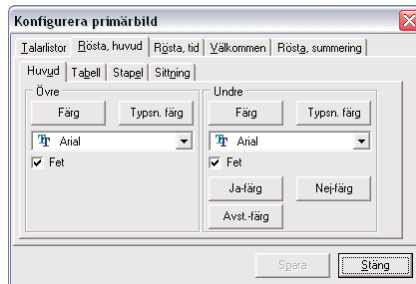 Konfigurera primärbild
Talarlistor Rösta, huvud Rösta, tid Välkommen Rösta, summering
Huvud Tabell Stapel Sittning
Övre Undre
Färg Typsn. färg Färg Typsn. färg
Arial Arial
Fet Fet
Ja-färg Nej-färg
Avst.-färg
Spara Stäng